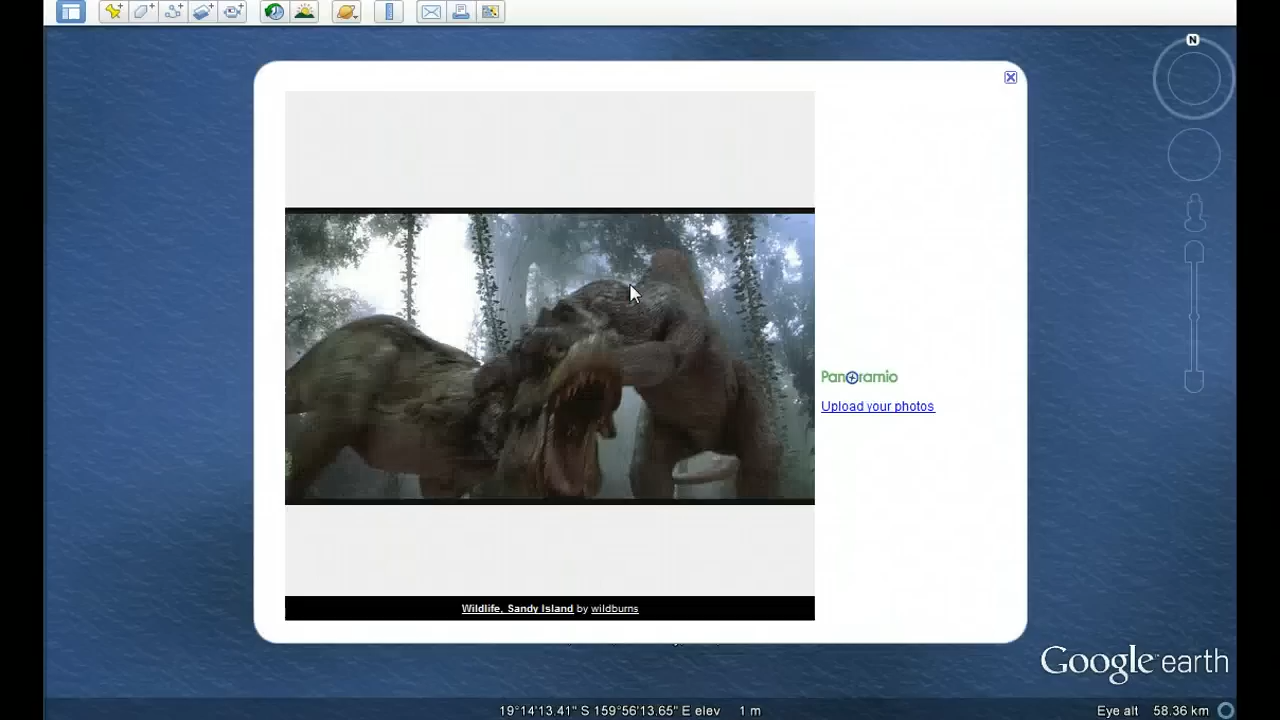 N
Panoramio
Upload your photos
Wildlife, Sandy Island by wildburns
Google earth
19°14'13.41" S 159°56'13.65" E elev 1 m
Eye alt 58.36 km